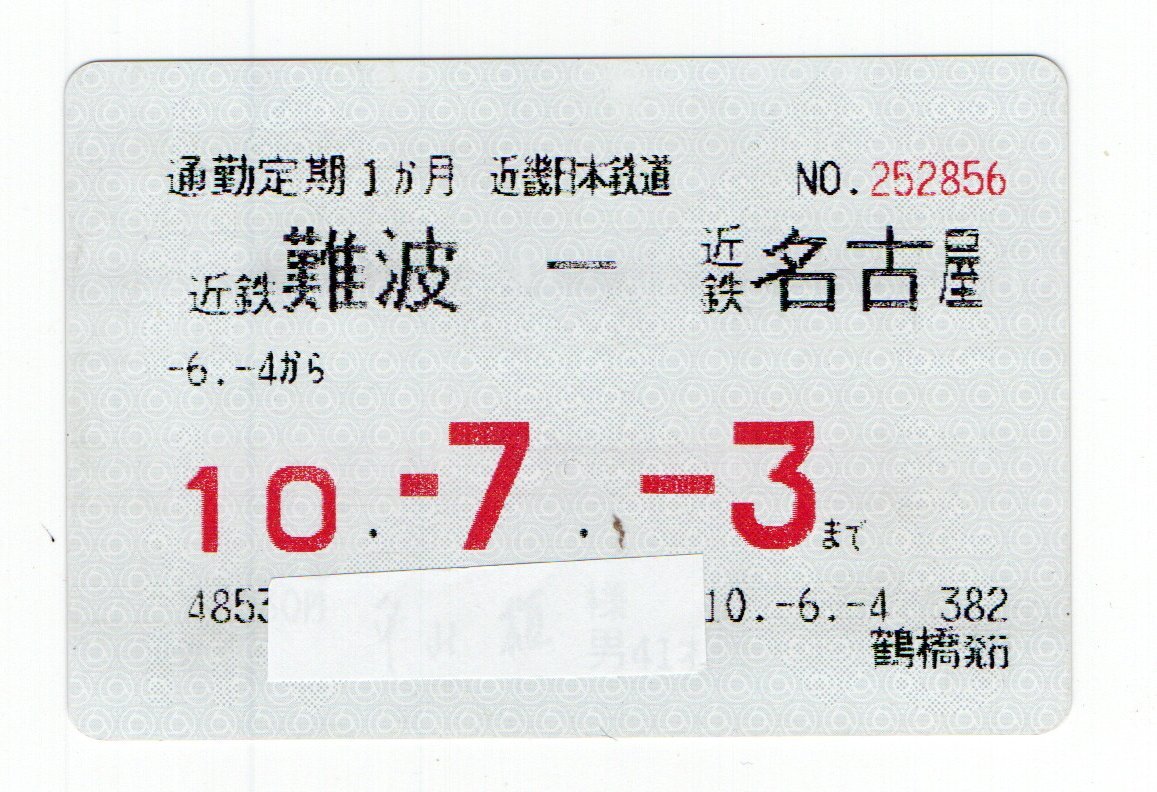 通勤定期1か月 近畿日本鉄道 NO.252856
近鉄難波 ー 近鉄名古屋
-6.-4から
10.-7.-3まで
4853 10.-6.-4 382
鶴橋発行